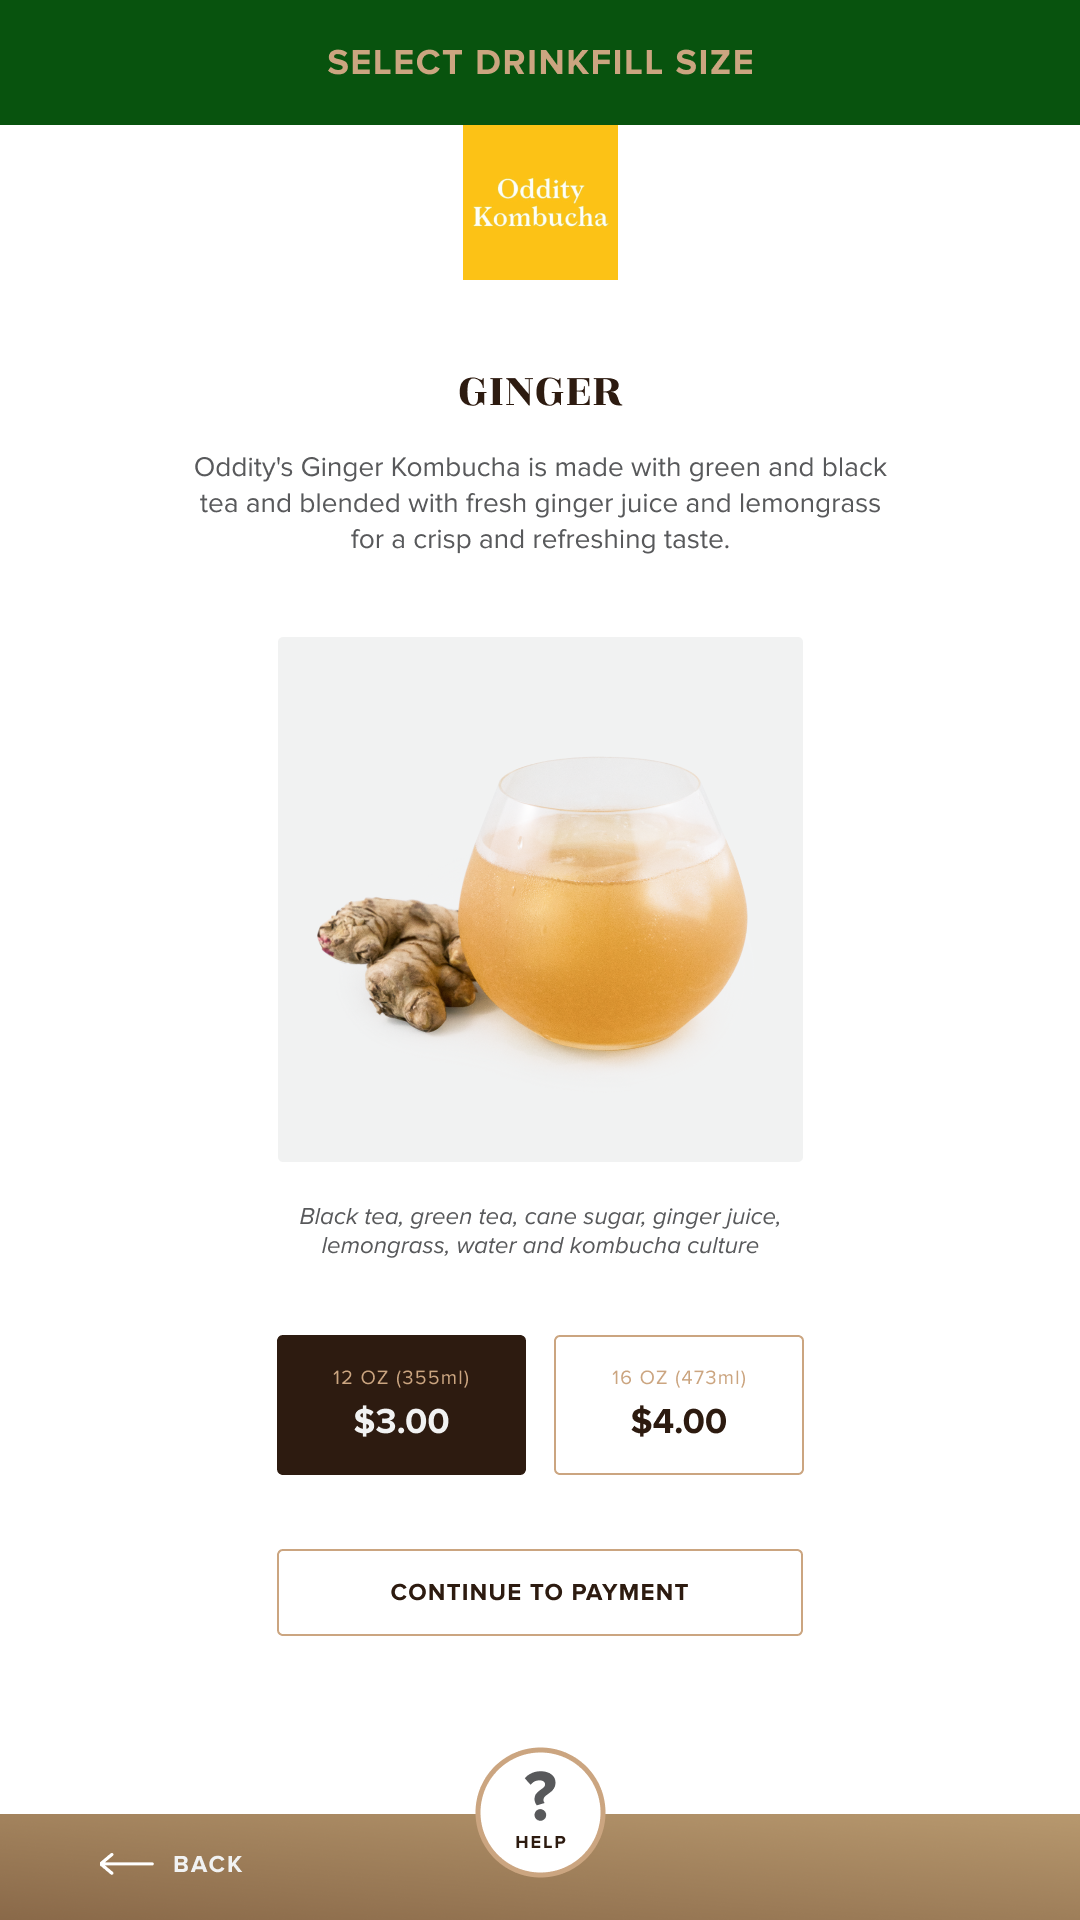 SELECT DRINKFILL SIZE
Oddity
Kombucha
GINGER
Oddity's Ginger Kombucha is made with green and black
tea and blended with fresh ginger juice and lemongrass
for a crisp and refreshing taste.
Black tea, green tea, cane sugar, ginger juice,
lemongrass, water and kombucha culture
12 OZ (355ml)
$3.00
16 OZ (473ml)
$4.00
CONTINUE TO PAYMENT
?
HELP
BACK